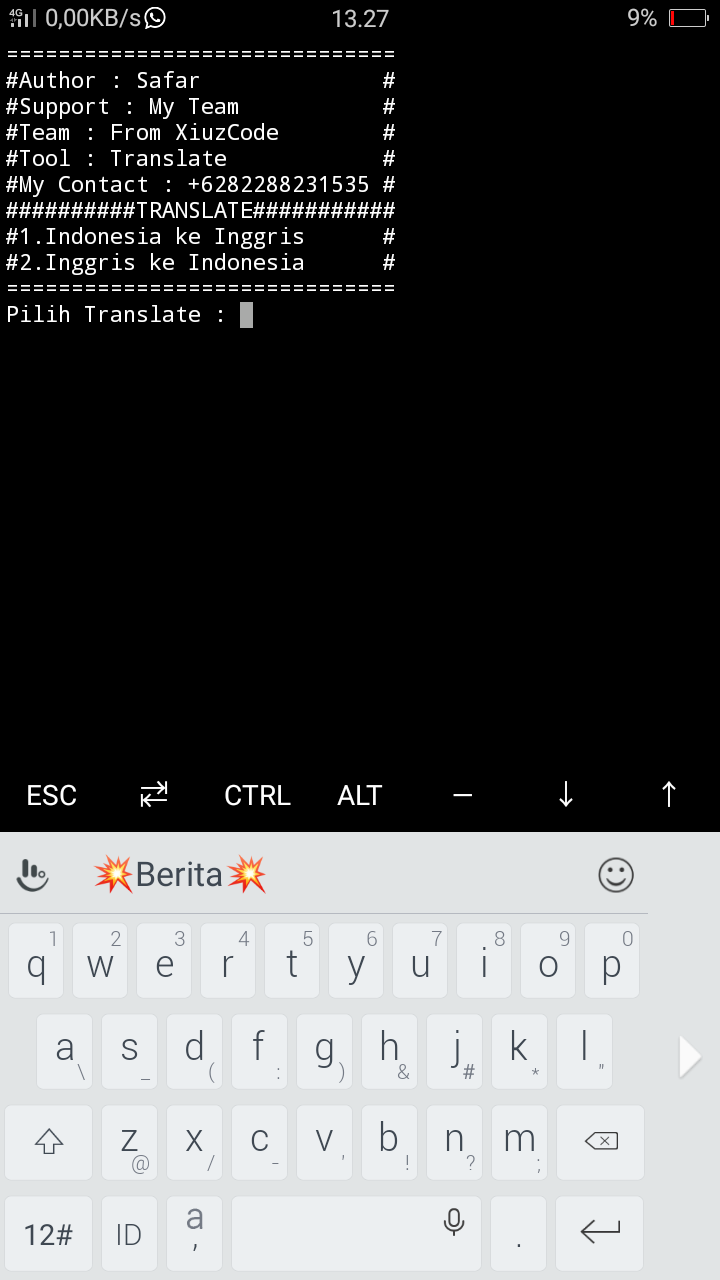 4G 0,00KB/s 13.27 9%
==============================
#Author : Safar #
#Support : My Team #
#Team : From XiuzCode #
#Tool : Translate #
#My Contact : +6282288231535 #
##########TRANSLATE###########
#1.Indonesia ke Inggris #
#2.Inggris ke Indonesia #
==============================
Pilih Translate :
ESC CTRL ALT —
💥Berita💥
1 2 3 4 5 6 7 8 9 0
q w e r t y u i o p
a s d f g h j k l
\ _ ( : ) & # * "
z x c v b n m
@ / - ' ! ? ;
12# ID a , .